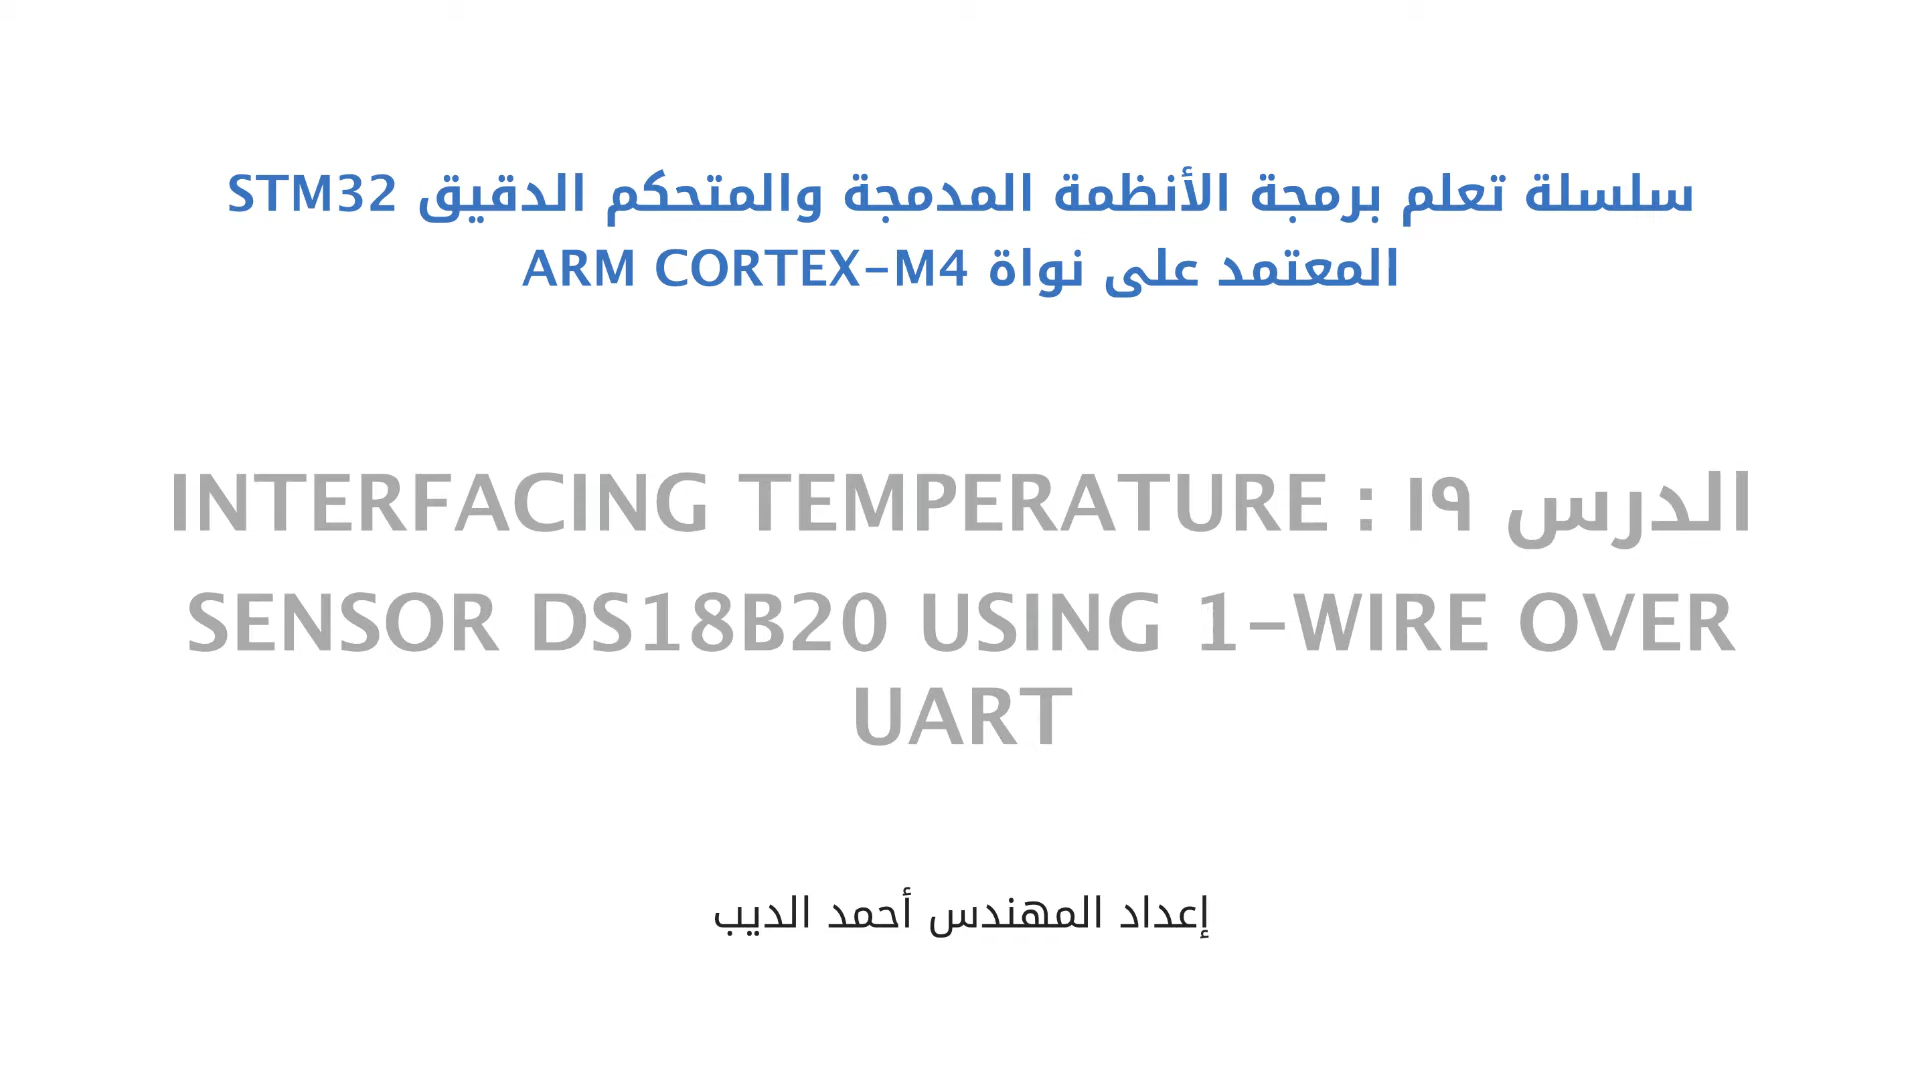 سلسلة تعلم برمجة الأنظمة المدمجة والمتحكم الدقيق STM32
المعتمد على نواة ARM CORTEX–M4
الدرس ١٩ : INTERFACING TEMPERATURE
SENSOR DS18B20 USING 1–WIRE OVER
UART
إعداد المهندس أحمد الديب